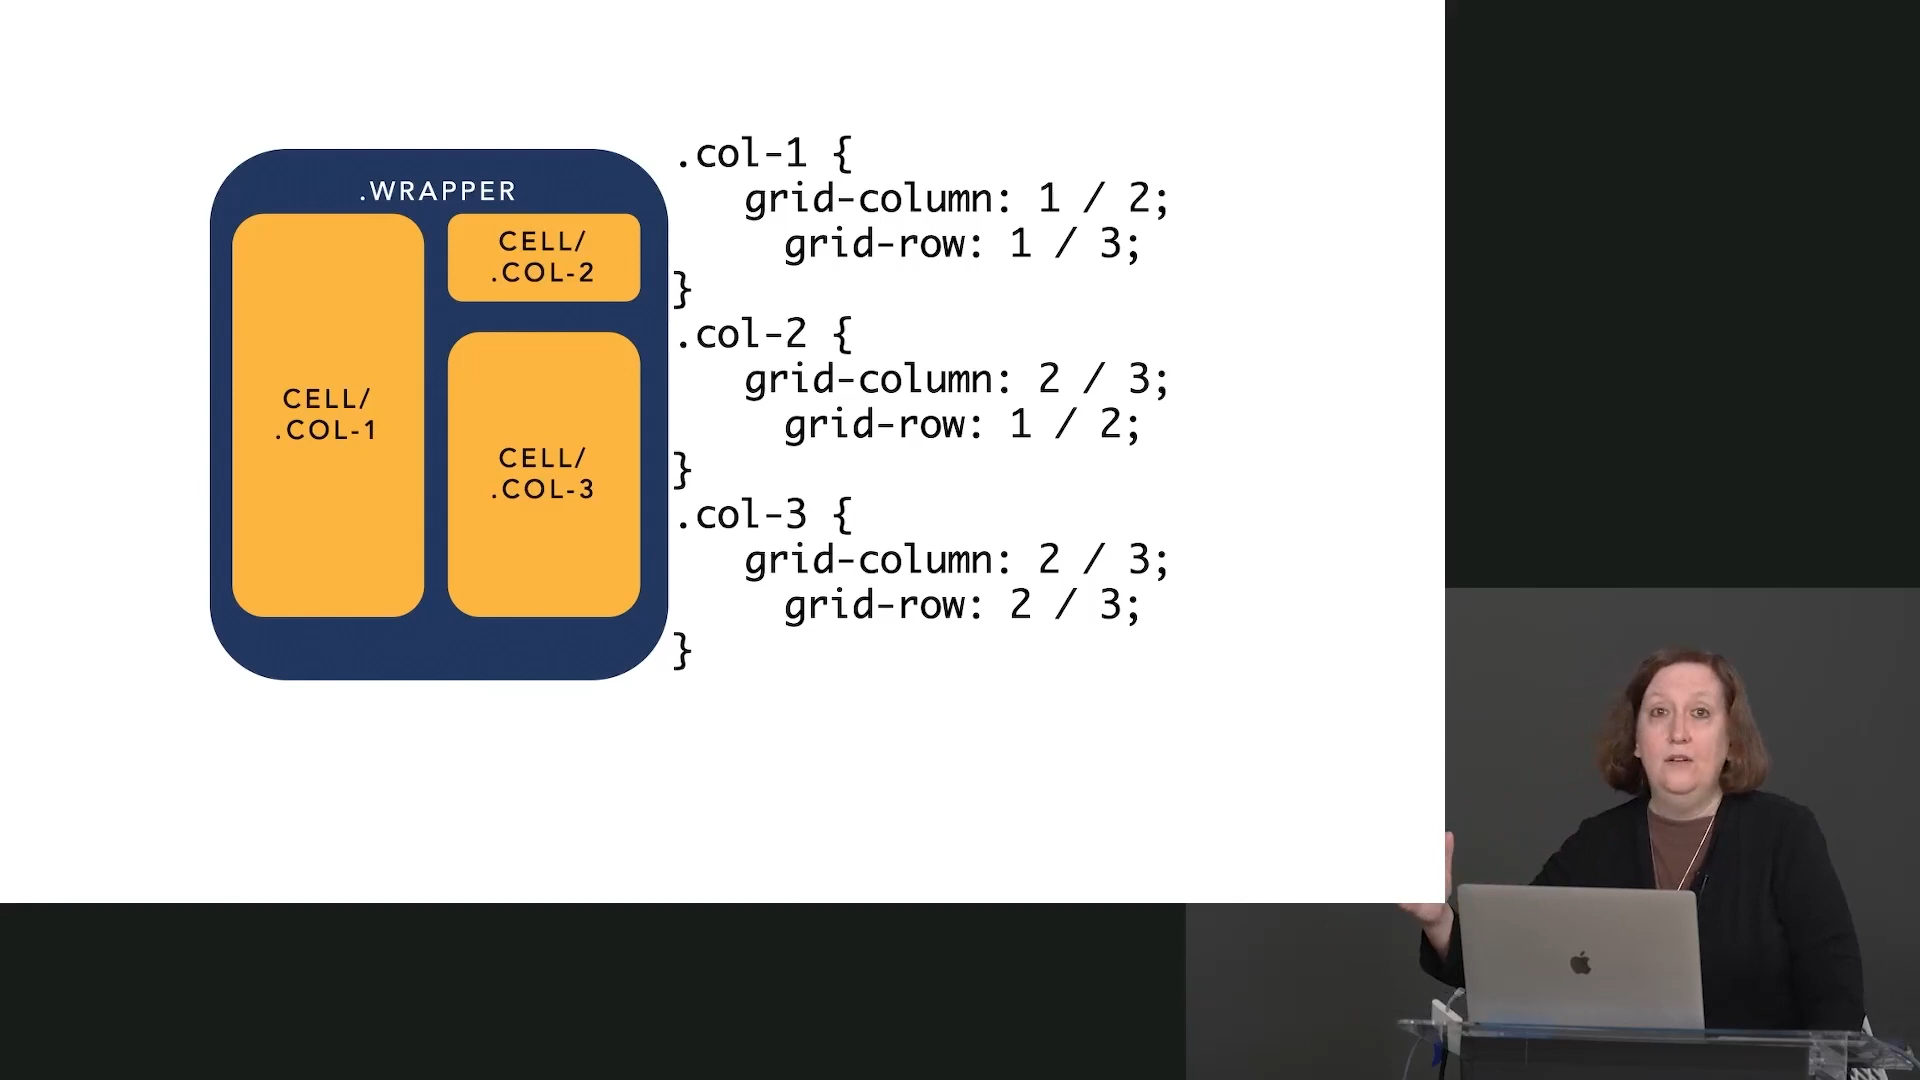 .WRAPPER
CELL/
.COL-1
CELL/
.COL-2
CELL/
.COL-3
.col-1 {
grid-column: 1 / 2;
grid-row: 1 / 3;
}
.col-2 {
grid-column: 2 / 3;
grid-row: 1 / 2;
}
.col-3 {
grid-column: 2 / 3;
grid-row: 2 / 3;
}